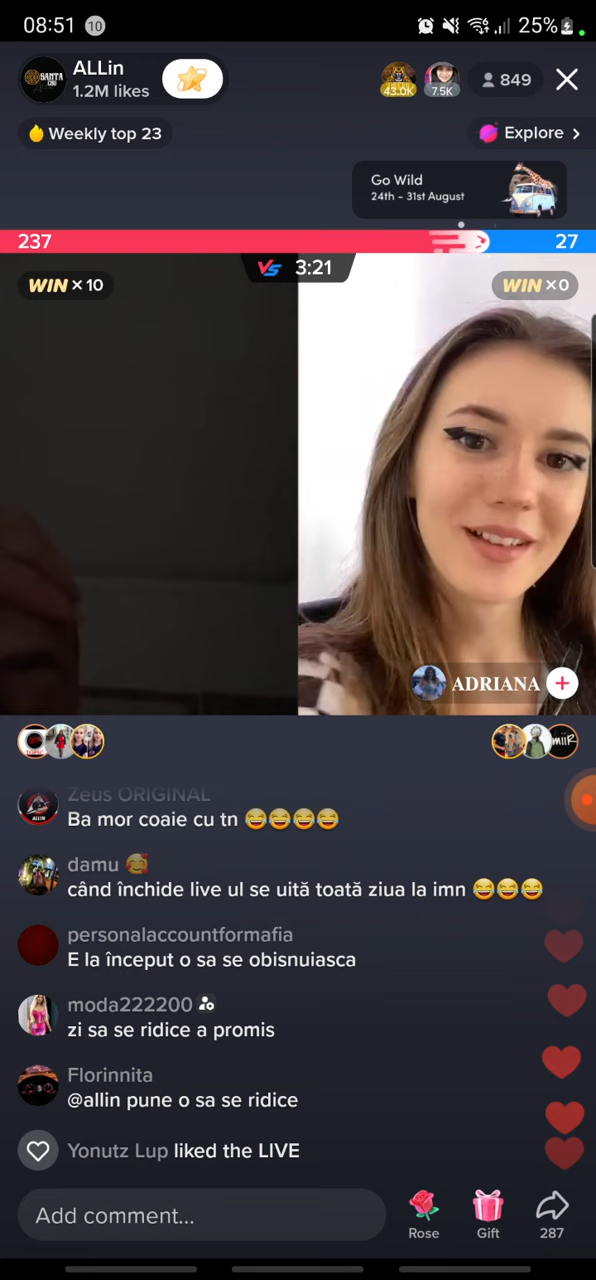 08:51 10 25%
ALLin
1.2M likes
43.0K 7.5K 849
Weekly top 23
Explore
Go Wild
24th - 31st August
237 27
VS 3:21
WIN x 10
WIN x 0
ADRIANA
Zeus ORIGINAL
Ba mor coaie cu tn 😂😂😂😂
damu 🥰
când închide live ul se uită toată ziua la imn 😂😂😂
personalaccountformafia
E la început o sa se obisnuiasca
moda222200
zi sa se ridice a promis
Florinnita
@allin pune o sa se ridice
Yonutz Lup liked the LIVE
Add comment...
Rose
Gift
287